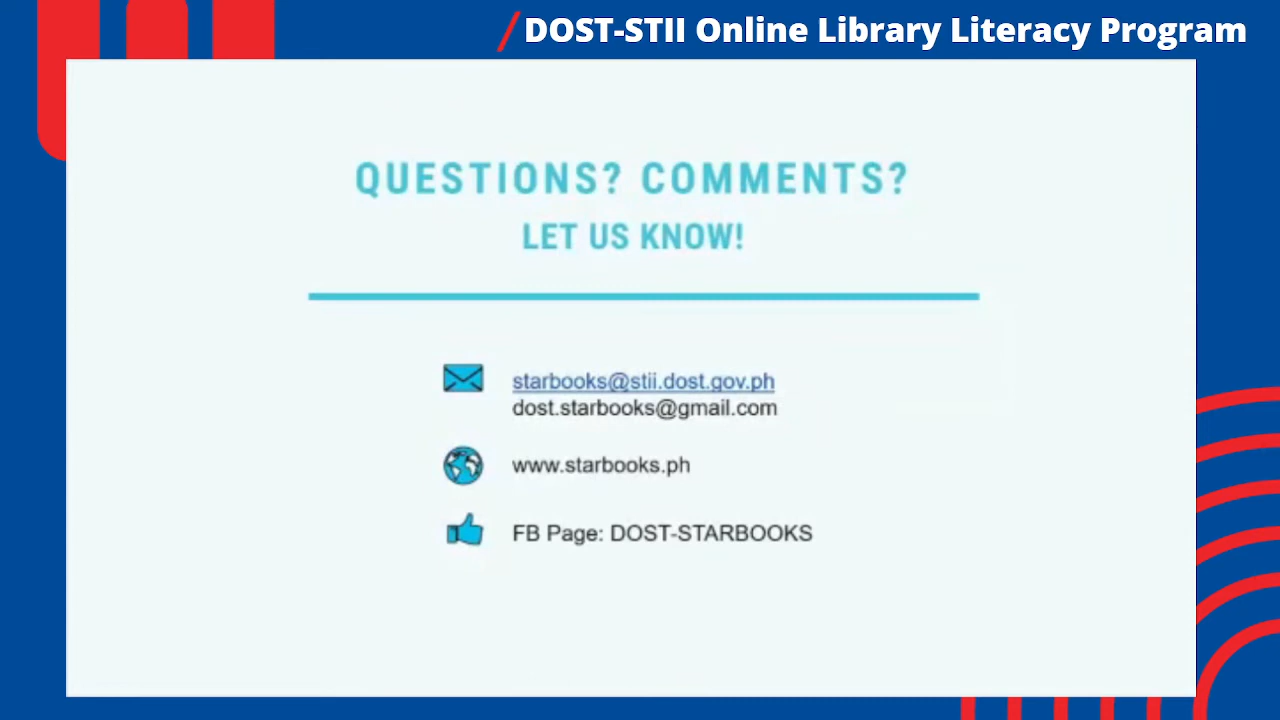 /DOST-STII Online Library Literacy Program
QUESTIONS? COMMENTS?
LET US KNOW!
starbooks@stii.dost.gov.ph
dost.starbooks@gmail.com
www.starbooks.ph
FB Page: DOST-STARBOOKS